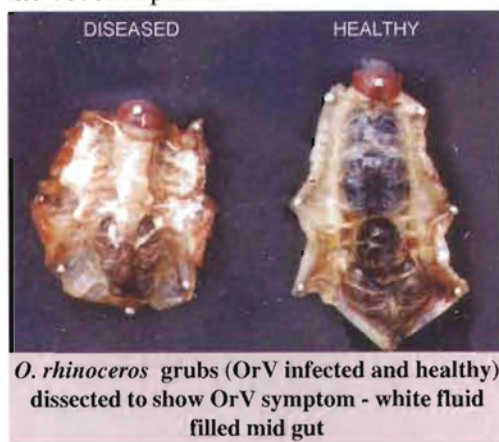 DISEASED HEALTHY
O. rhinoceros grubs (OrV infected and healthy)
dissected to show OrV symptom - white fluid
filled mid gut